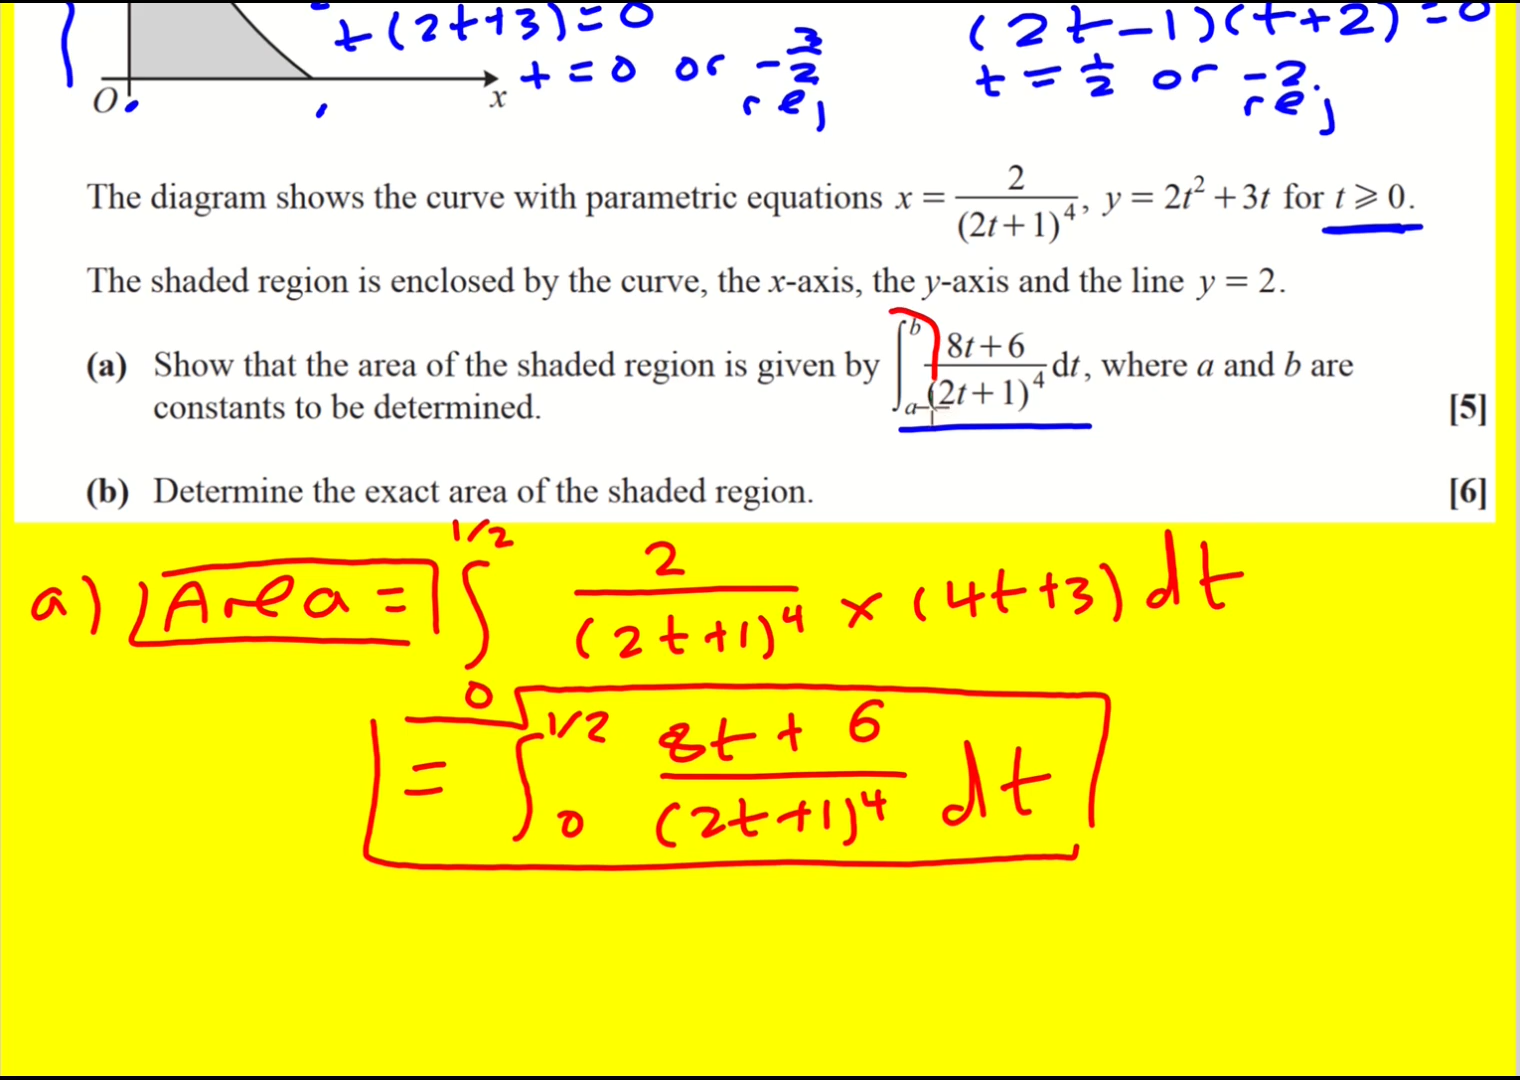 t(2t+3)=0
t=0 or -3/2
rej
(2t-1)(t+2)=0
t=1/2 or -2
rej
O x
The diagram shows the curve with parametric equations x = 2/(2t+1)⁴, y = 2t² + 3t for t ⩾ 0.
The shaded region is enclosed by the curve, the x-axis, the y-axis and the line y = 2.
(a) Show that the area of the shaded region is given by ∫ₐᵇ (8t+6)/(2t+1)⁴ dt, where a and b are
constants to be determined. [5]
(b) Determine the exact area of the shaded region. [6]
a) Area = ∫₀^(1/2) 2/(2t+1)⁴ × (4t+3) dt
= ∫₀^(1/2) (8t+6)/(2t+1)⁴ dt